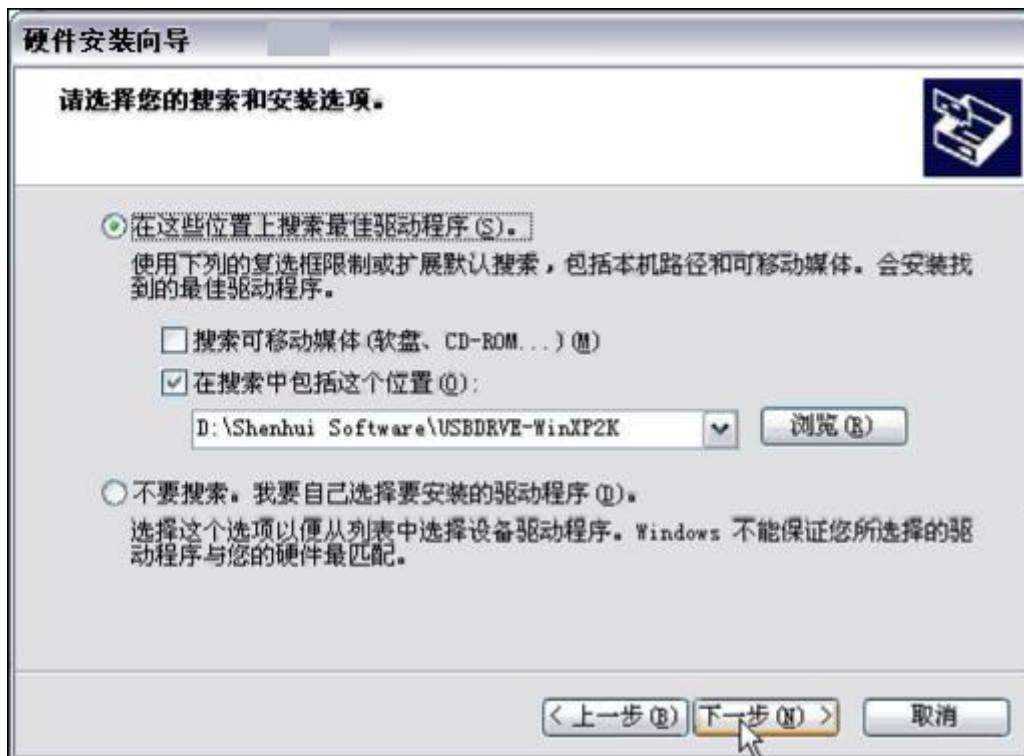 硬件安装向导
请选择您的搜索和安装选项。
在这些位置上搜索最佳驱动程序(S)。
使用下列的复选框限制或扩展默认搜索，包括本机路径和可移动媒体。会安装找
到的最佳驱动程序。
搜索可移动媒体(软盘、CD-ROM...)(M)
在搜索中包括这个位置(O):
D:\Shenhui Software\USBDRVE-WinXP2K
浏览(R)
不要搜索。我要自己选择要安装的驱动程序(D)。
选择这个选项以便从列表中选择设备驱动程序。Windows 不能保证您所选择的驱
动程序与您的硬件最匹配。
< 上一步(B) 下一步(N) > 取消